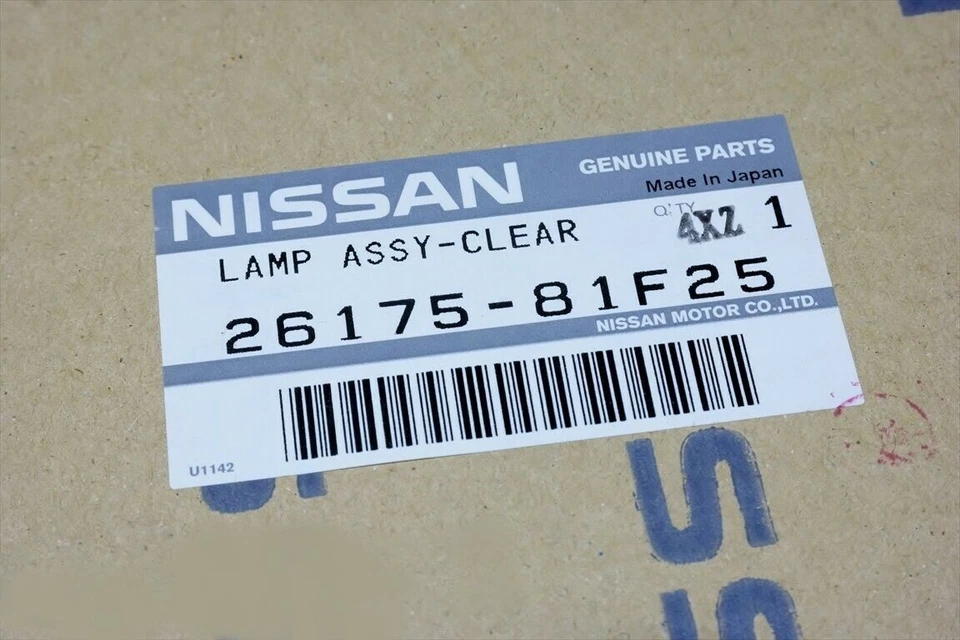 NISSAN
GENUINE PARTS
Made In Japan
LAMP ASSY-CLEAR
Q'TY
4XZ
1
26175-81F25
NISSAN MOTOR CO.,LTD.
U1142